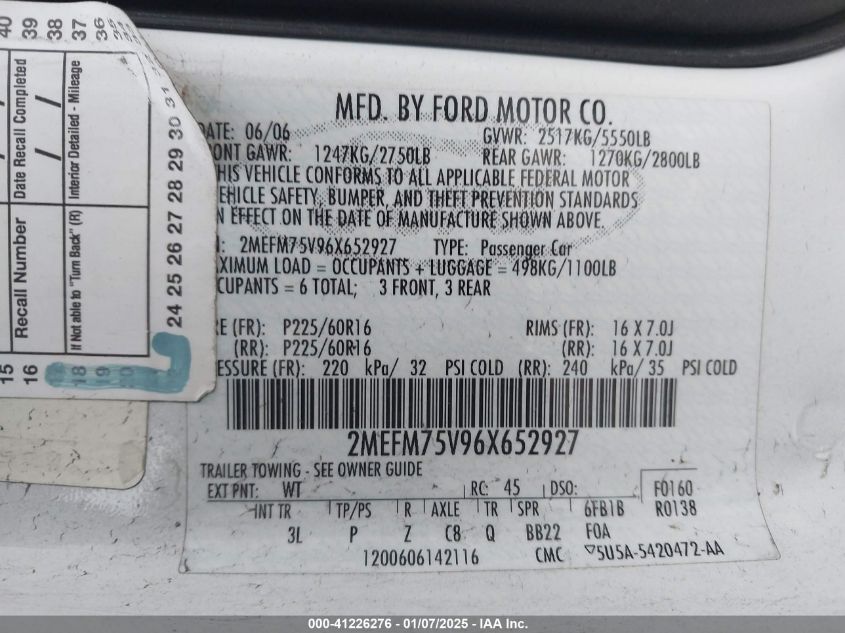 MFD. BY FORD MOTOR CO.
DATE: 06/06 GVWR: 2517KG/5550LB
FRONT GAWR: 1247KG/2750LB REAR GAWR: 1270KG/2800LB
THIS VEHICLE CONFORMS TO ALL APPLICABLE FEDERAL MOTOR
VEHICLE SAFETY, BUMPER, AND THEFT PREVENTION STANDARDS
IN EFFECT ON THE DATE OF MANUFACTURE SHOWN ABOVE.
2MEFM75V96X652927 TYPE: Passenger Car
MAXIMUM LOAD = OCCUPANTS + LUGGAGE = 498KG/1100LB
OCCUPANTS = 6 TOTAL; 3 FRONT, 3 REAR
TIRE (FR): P225/60R16 RIMS (FR): 16 X 7.0J
(RR): P225/60R16 (RR): 16 X 7.0J
PRESSURE (FR): 220 kPa/ 32 PSI COLD (RR): 240 kPa/ 35 PSI COLD
2MEFM75V96X652927
TRAILER TOWING - SEE OWNER GUIDE
EXT PNT: WT RC: 45 DSO: F0160
INT TR TP/PS R AXLE TR SPR 6FB1B R0138
3L P Z C8 Q BB22 F0A
1200606142116 CMC 5U5A-5420472-AA
Recall Number
Date Recall Completed
If Not able to "Turn Back" (R)
Interior Detailed - Mileage
40 39 38 37 36
24 25 26 27 28 29 30 31
15 16 18 19 20
000-41226276 - 01/07/2025 - IAA Inc.